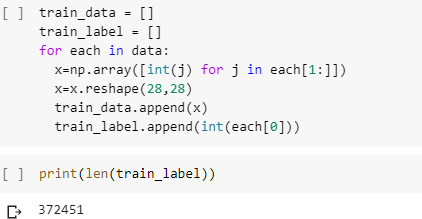 [ ] train_data = []
train_label = []
for each in data:
x=np.array([int(j) for j in each[1:]])
x=x.reshape(28,28)
train_data.append(x)
train_label.append(int(each[0]))
[ ] print(len(train_label))
372451